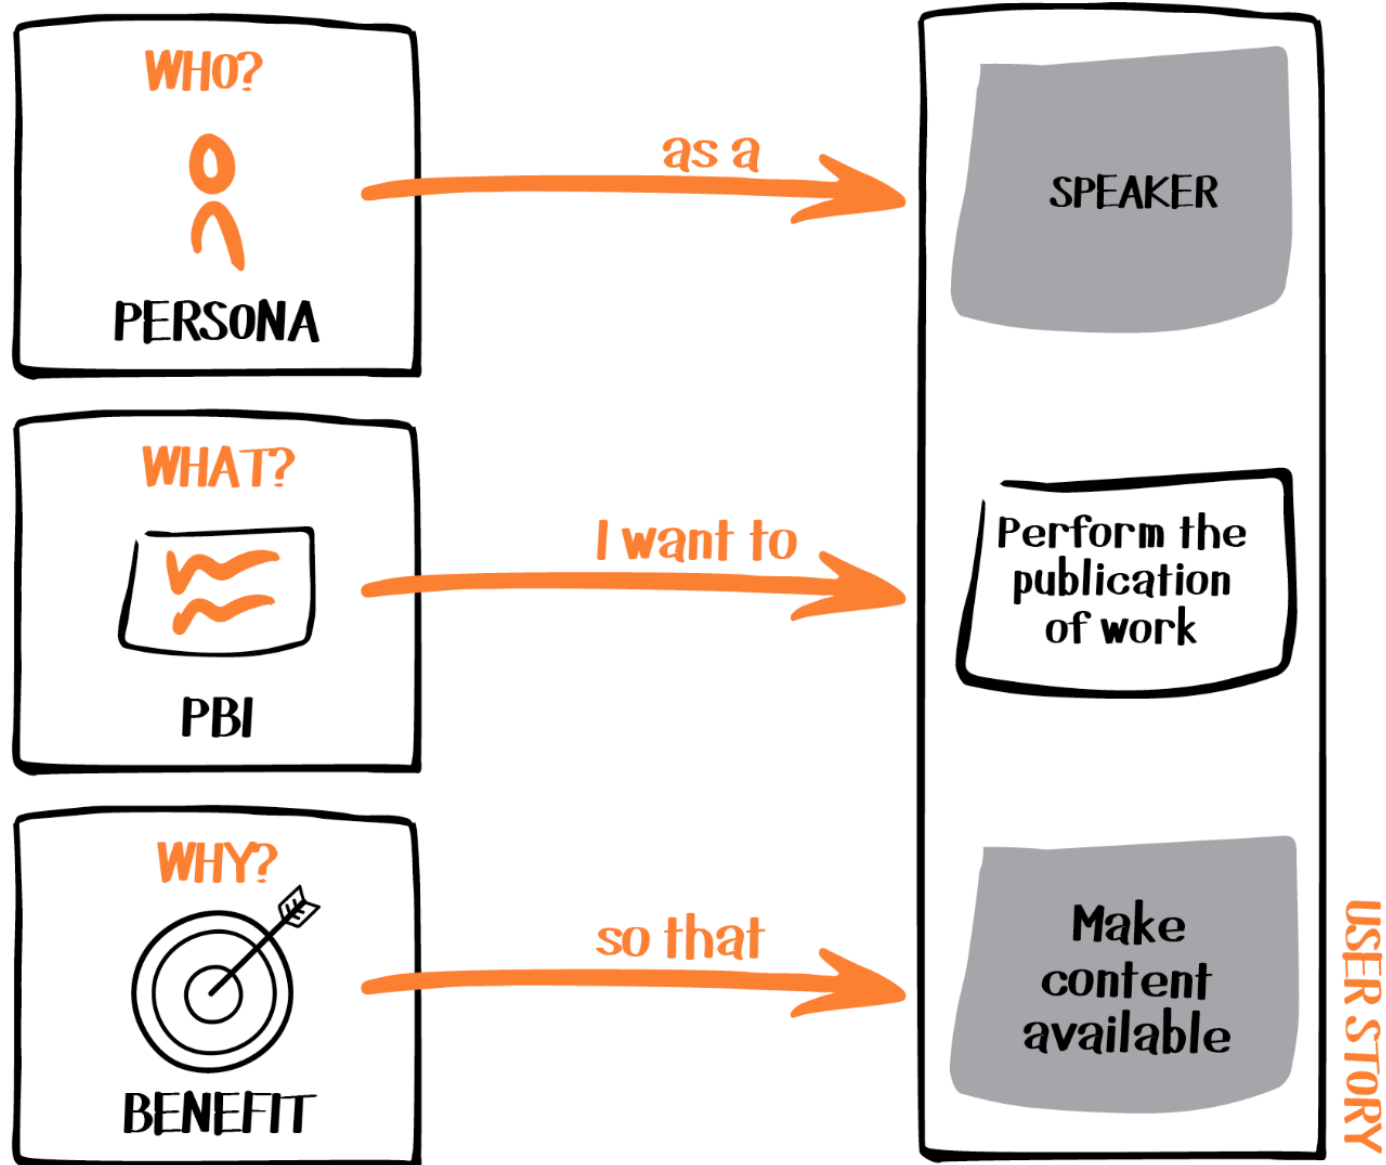 WHO?
PERSONA
as a
SPEAKER
WHAT?
PBI
I want to
Perform the
publication
of work
WHY?
BENEFIT
so that
Make
content
available
USER STORY